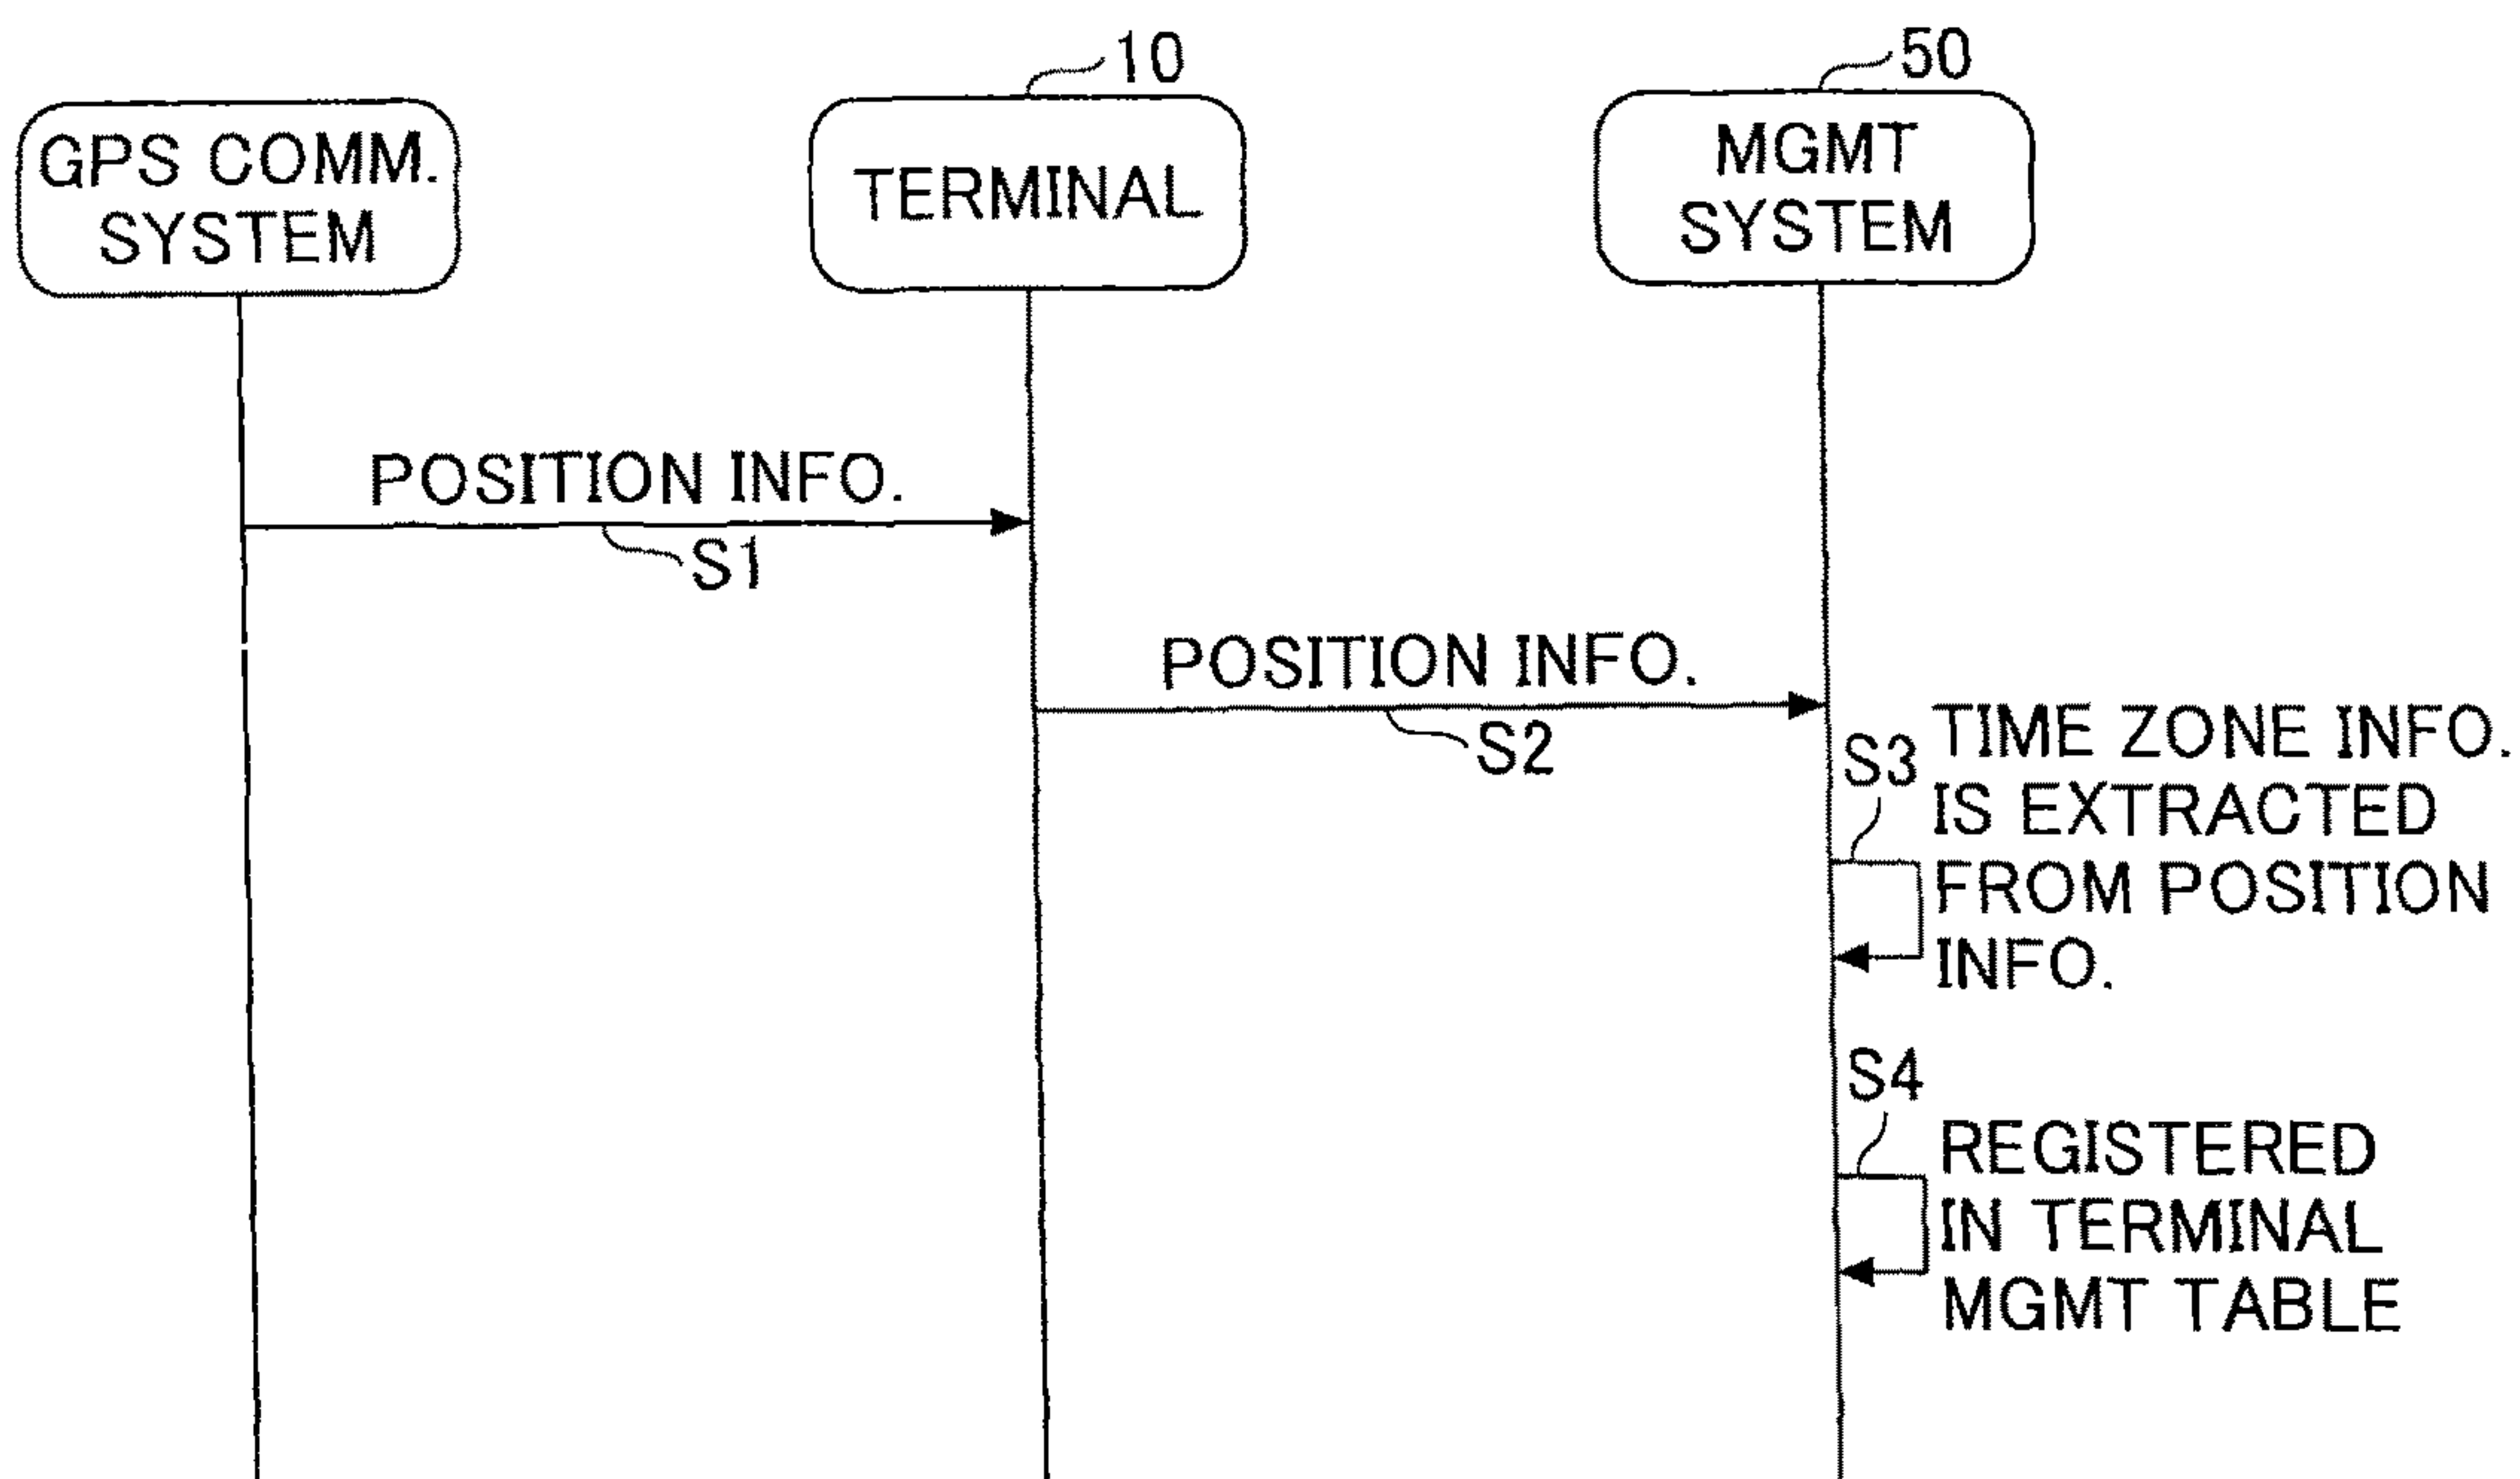 10
50
GPS COMM.
SYSTEM
TERMINAL
MGMT
SYSTEM
POSITION INFO.
S1
POSITION INFO.
S2
S3
TIME ZONE INFO.
IS EXTRACTED
FROM POSITION
INFO.
S4
REGISTERED
IN TERMINAL
MGMT TABLE